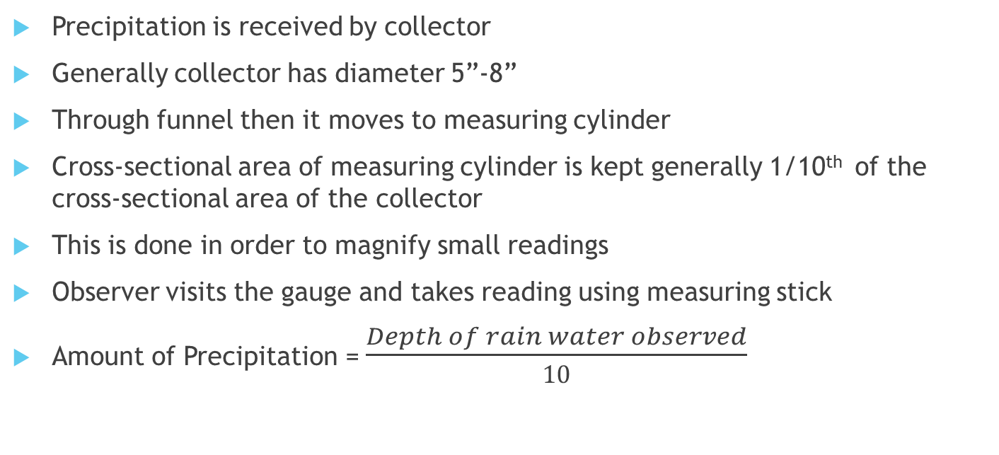 Precipitation is received by collector
Generally collector has diameter 5”-8”
Through funnel then it moves to measuring cylinder
Cross-sectional area of measuring cylinder is kept generally 1/10th of the
cross-sectional area of the collector
This is done in order to magnify small readings
Observer visits the gauge and takes reading using measuring stick
Amount of Precipitation = Depth of rain water observed / 10